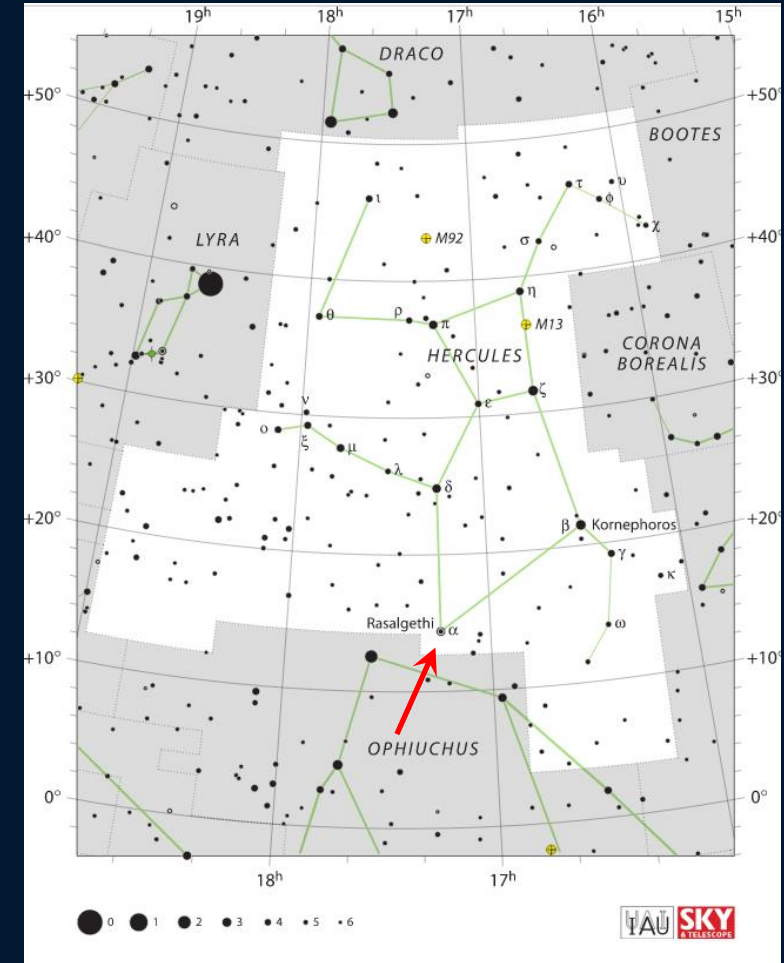 19h 18h 17h 16h 15h
DRACO
+50° +50°
BOOTES
τ υ
ι φ
χ
LYRA
+40° M92 σ +40°
η
θ ρ π M13
HERCULES CORONA
BOREALIS
+30° ε ζ +30°
ν
ο ξ μ
λ
δ
+20° β Kornephoros +20°
γ
κ
Rasalgethi α ω
+10° +10°
OPHIUCHUS
0° 0°
18h 17h
0 1 2 3 4 5 6
IAU SKY
& TELESCOPE